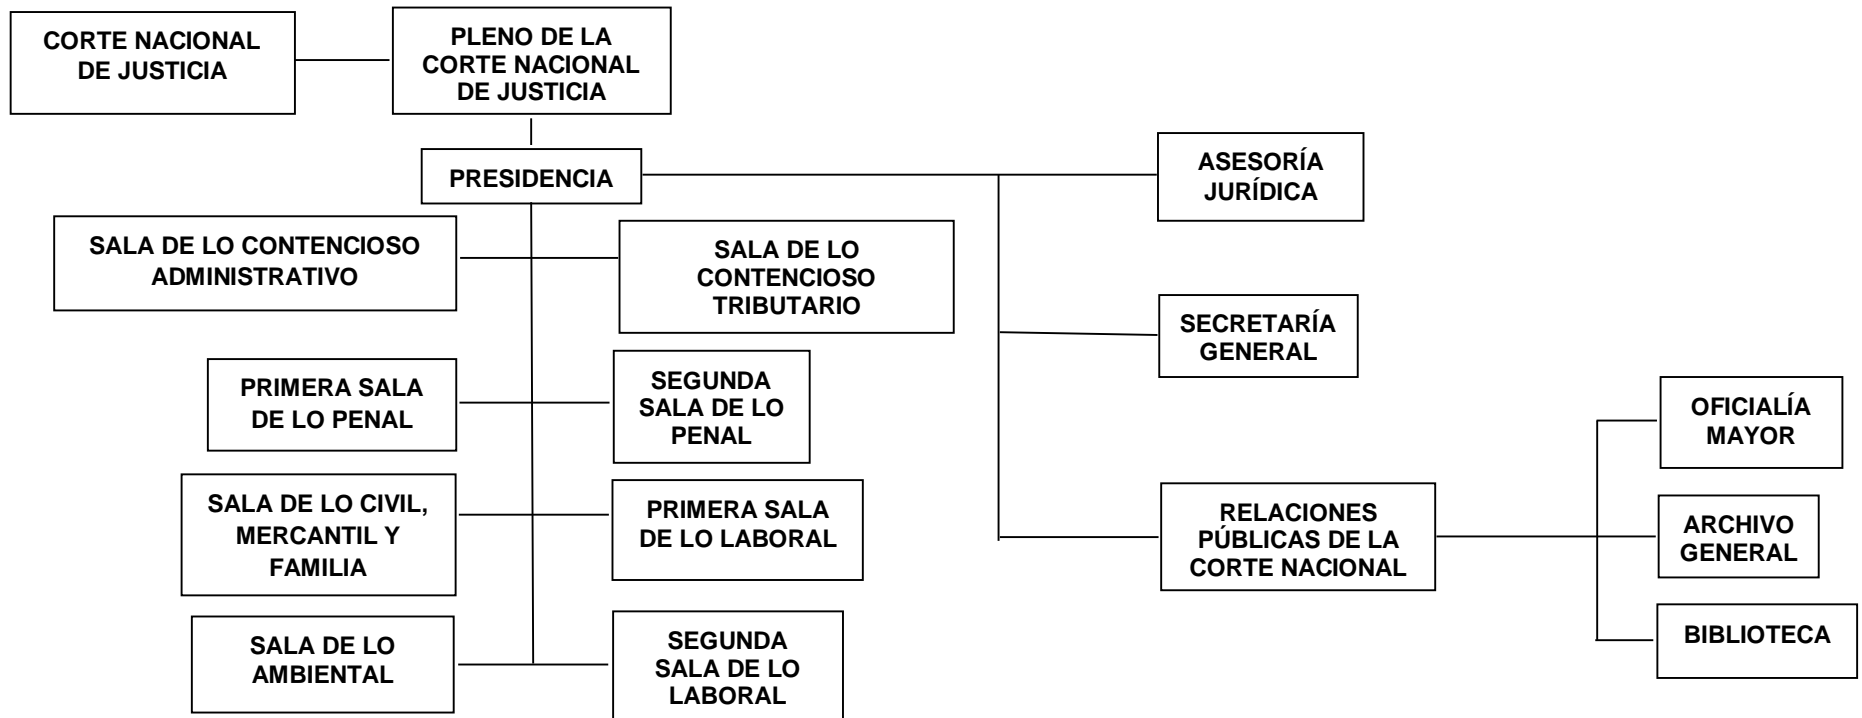 CORTE NACIONAL
DE JUSTICIA
PLENO DE LA
CORTE NACIONAL
DE JUSTICIA
PRESIDENCIA
ASESORÍA
JURÍDICA
SALA DE LO CONTENCIOSO
ADMINISTRATIVO
SALA DE LO
CONTENCIOSO
TRIBUTARIO
SECRETARÍA
GENERAL
PRIMERA SALA
DE LO PENAL
SEGUNDA
SALA DE LO
PENAL
SALA DE LO CIVIL,
MERCANTIL Y
FAMILIA
PRIMERA SALA
DE LO LABORAL
SALA DE LO
AMBIENTAL
SEGUNDA
SALA DE LO
LABORAL
RELACIONES
PÚBLICAS DE LA
CORTE NACIONAL
OFICIALÍA
MAYOR
ARCHIVO
GENERAL
BIBLIOTECA